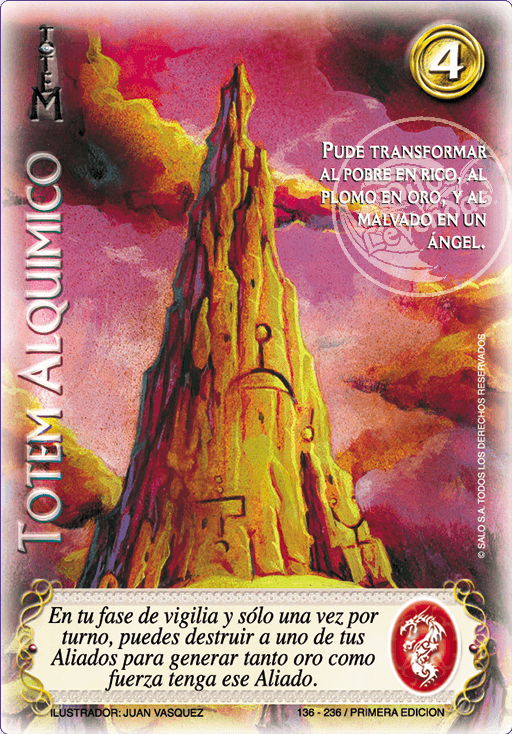 TOTEM
4
PUDE TRANSFORMAR
AL POBRE EN RICO, AL
PLOMO EN ORO, Y AL
MALVADO EN UN
ÁNGEL.
TOTEM ALQUIMICO
© SALO S.A. TODOS LOS DERECHOS RESERVADOS
En tu fase de vigilia y sólo una vez por
turno, puedes destruir a uno de tus
Aliados para generar tanto oro como
fuerza tenga ese Aliado.
ILUSTRADOR: JUAN VASQUEZ 136 - 236 / PRIMERA EDICION